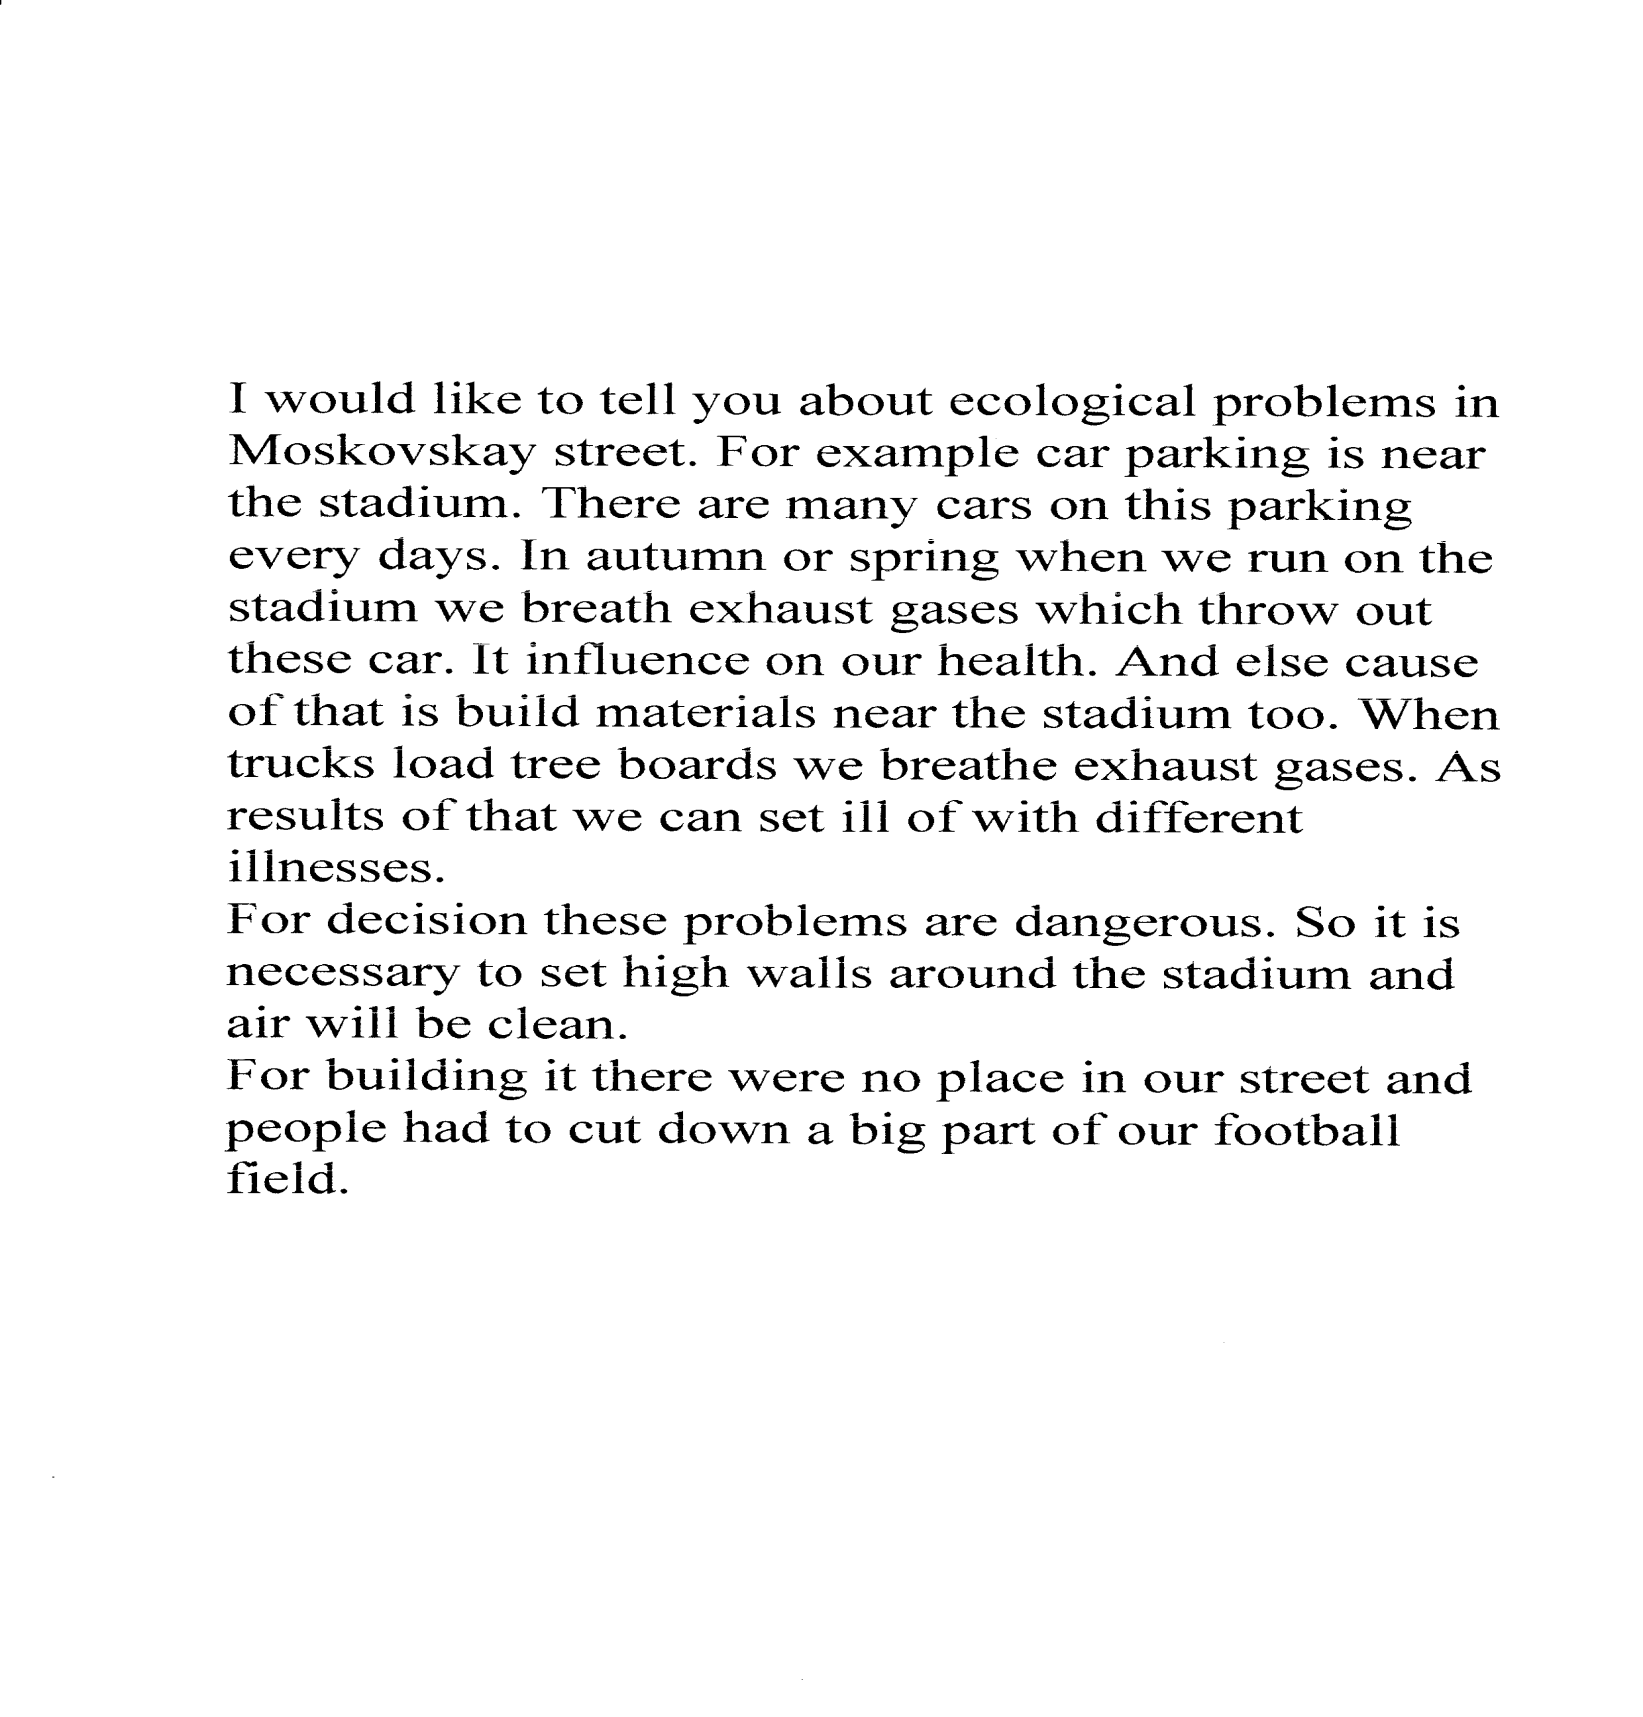 I would like to tell you about ecological problems in
Moskovskay street. For example car parking is near
the stadium. There are many cars on this parking
every days. In autumn or spring when we run on the
stadium we breath exhaust gases which throw out
these car. It influence on our health. And else cause
of that is build materials near the stadium too. When
trucks load tree boards we breathe exhaust gases. As
results of that we can set ill of with different
illnesses.
For decision these problems are dangerous. So it is
necessary to set high walls around the stadium and
air will be clean.
For building it there were no place in our street and
people had to cut down a big part of our football
field.